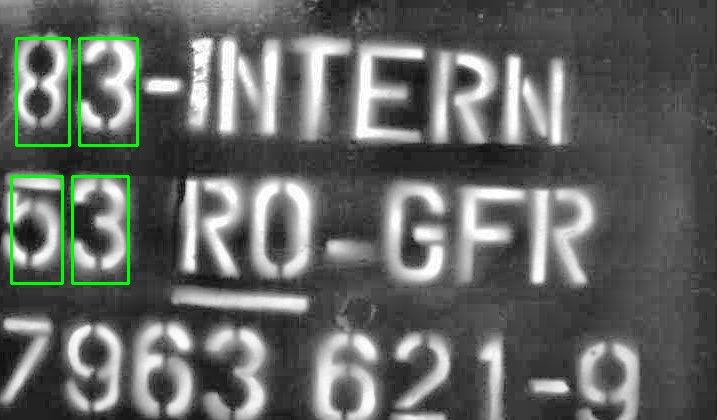 83-INTERN
53 RO-GFR
7963 621-9